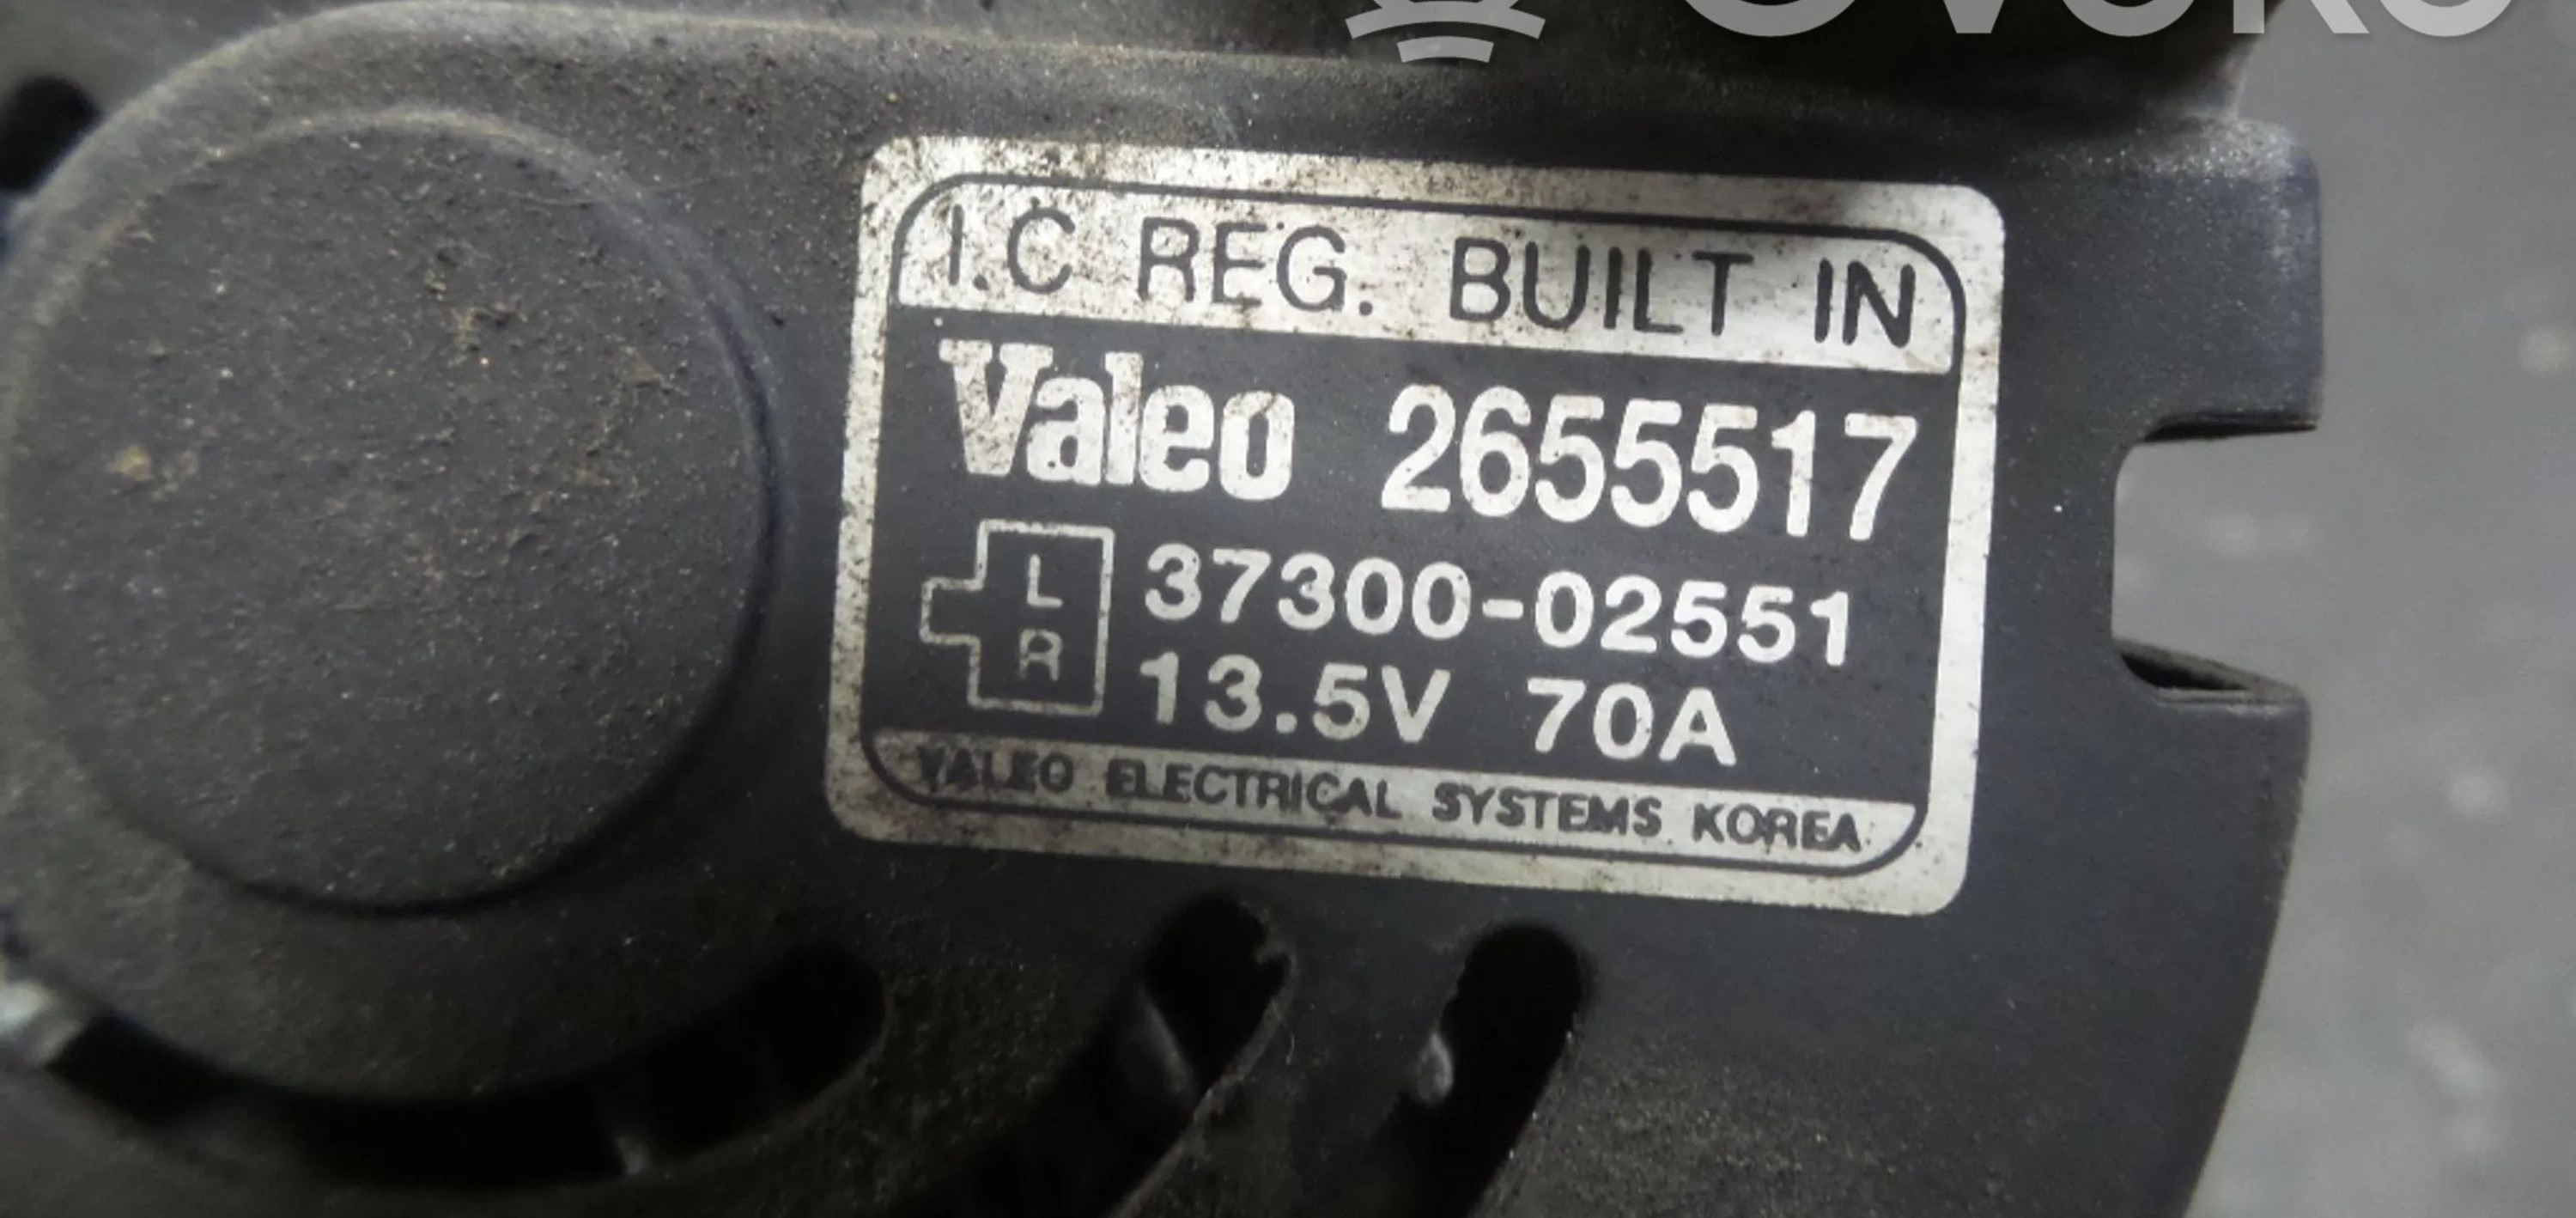 I.C REG. BUILT IN
Valeo 2655517
L
R
37300-02551
13.5V 70A
VALEO ELECTRICAL SYSTEMS KOREA